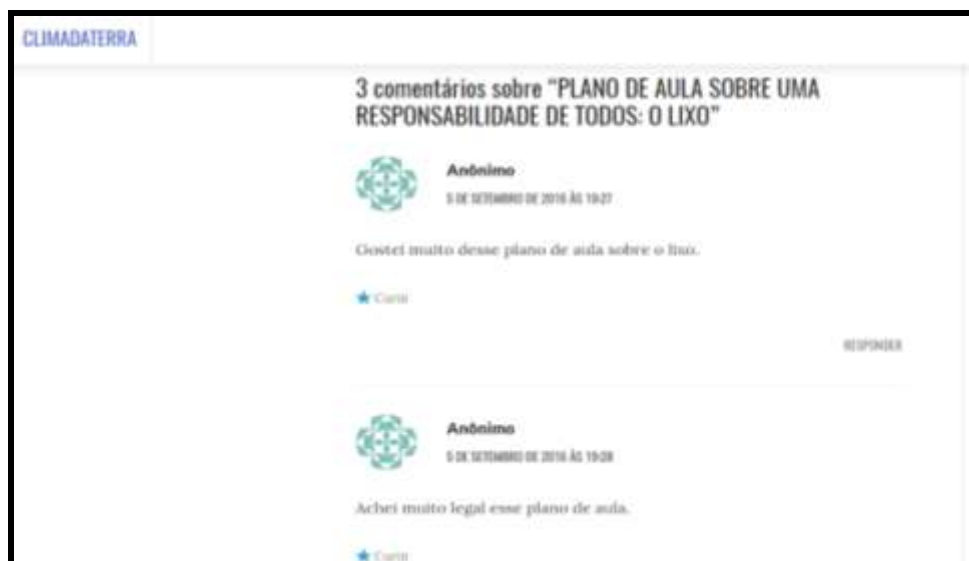 CLIMADATERRA
3 comentários sobre “PLANO DE AULA SOBRE UMA
RESPONSABILIDADE DE TODOS: O LIXO”
Anônimo
5 DE SETEMBRO DE 2016 ÀS 19:27
Gostei muito desse plano de aula sobre o lixo.
Curtir
RESPONDER
Anônimo
5 DE SETEMBRO DE 2016 ÀS 19:28
Achei muito legal esse plano de aula.
Curtir